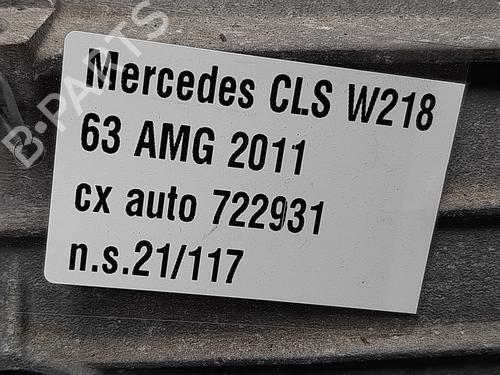 B-PARTS
Mercedes CLS W218
63 AMG 2011
cx auto 722931
n.s.21/117